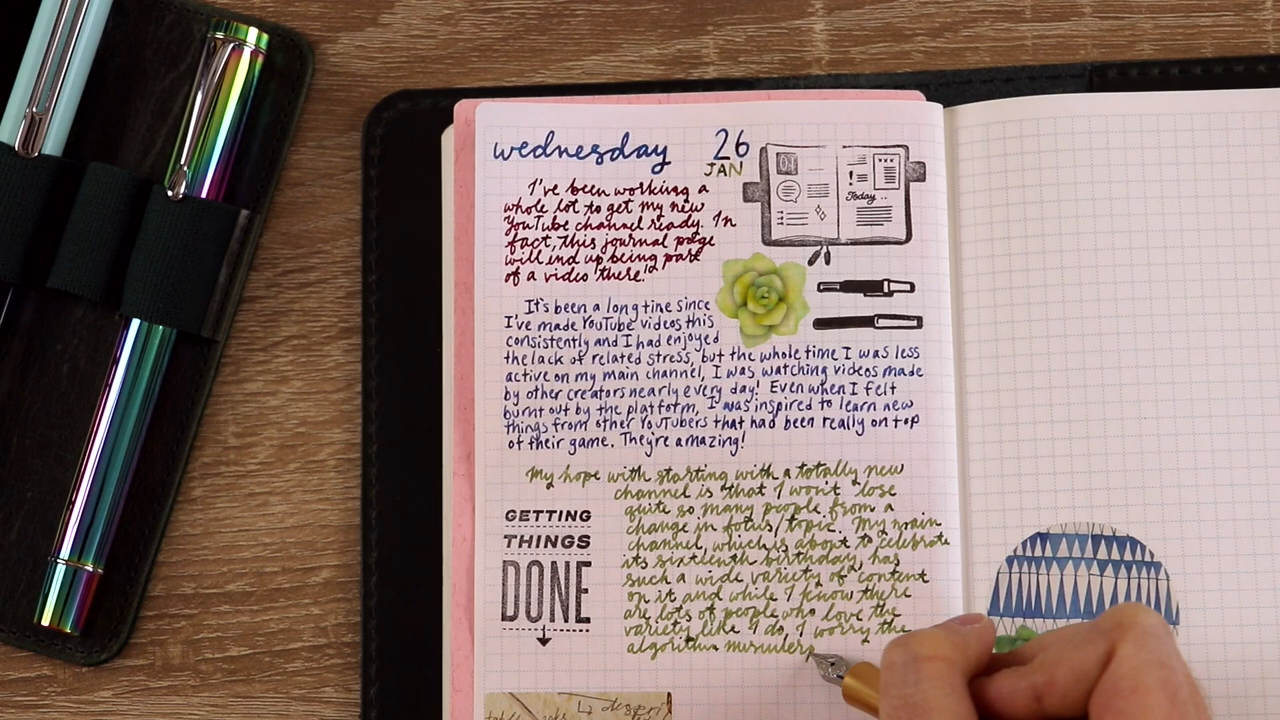 wednesday 26
JAN
I've been working a
whole lot to get my new
YouTube channel ready. In
fact, this journal page
will end up being part
of a video there!
Today..
It's been a long time since
I've made YouTube videos this
consistently and I had enjoyed
the lack of related stress, but the whole time I was less
active on my main channel, I was watching videos made
by other creators nearly every day! Even when I felt
burnt out by the platform, I was inspired to learn new
things from other YouTubers that had been really on top
of their game. They're amazing!
My hope with starting with a totally new
channel is that I won't lose
quite so many people from a
change in focus/topic. My main
channel, which is about to celebrate
its sixteenth birthday, has
such a wide variety of content
on it and while I know there
are lots of people who love the
variety like I do I worry the
algorithm misunders
GETTING
THINGS
DONE